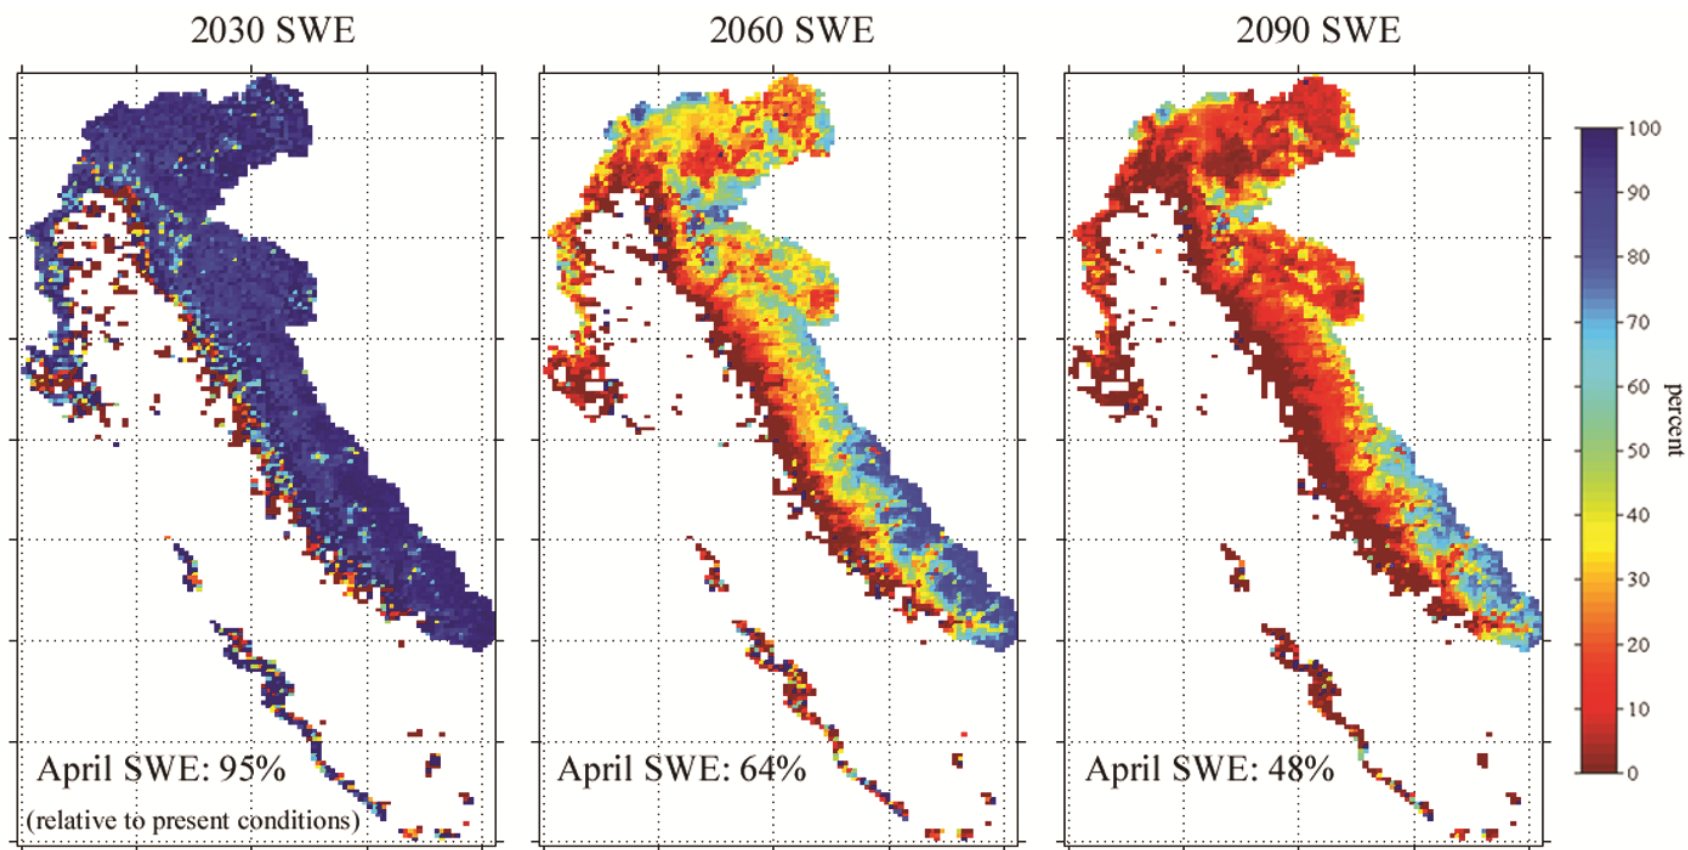 2030 SWE
2060 SWE
2090 SWE
100
90
80
70
60
50
40
30
20
10
0
percent
April SWE: 95%
(relative to present conditions)
April SWE: 64%
April SWE: 48%